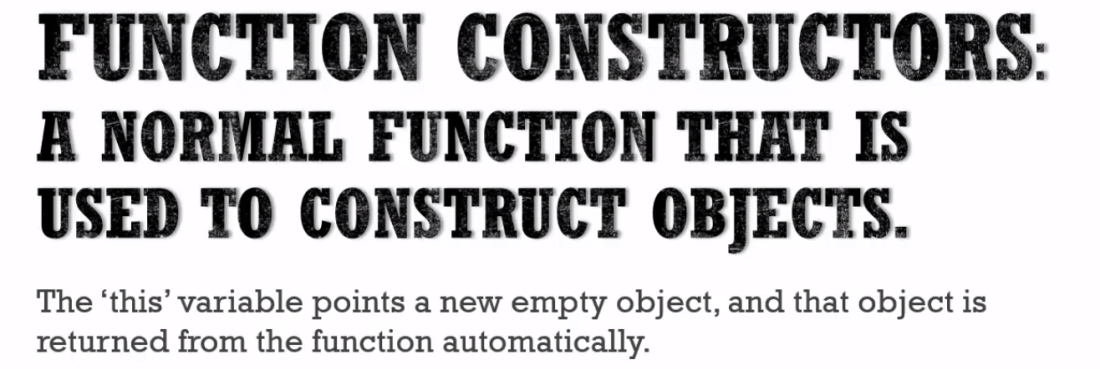 FUNCTION CONSTRUCTORS:
A NORMAL FUNCTION THAT IS
USED TO CONSTRUCT OBJECTS.
The ‘this’ variable points a new empty object, and that object is
returned from the function automatically.